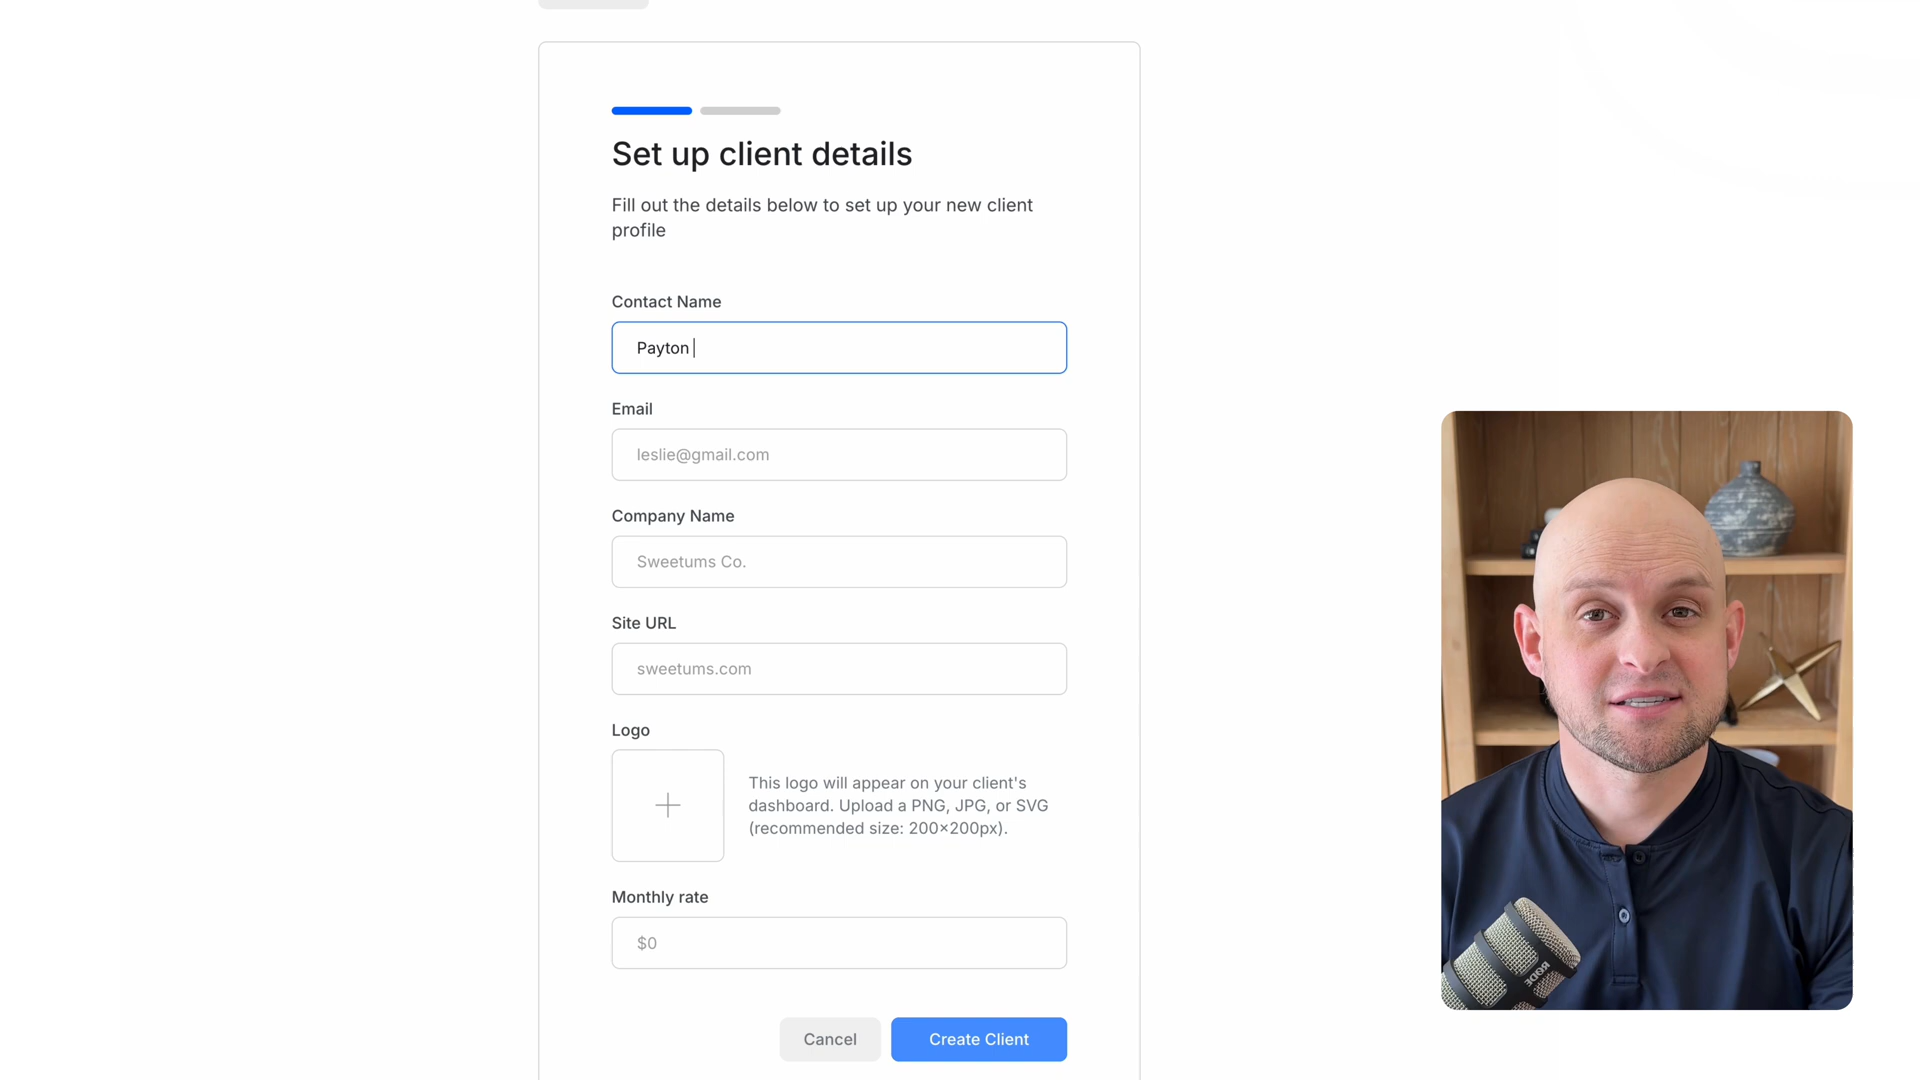 Set up client details
Fill out the details below to set up your new client
profile
Contact Name
Payton
Email
leslie@gmail.com
Company Name
Sweetums Co.
Site URL
sweetums.com
Logo
This logo will appear on your client's
dashboard. Upload a PNG, JPG, or SVG
(recommended size: 200×200px).
Monthly rate
$0
Cancel
Create Client
RØDE